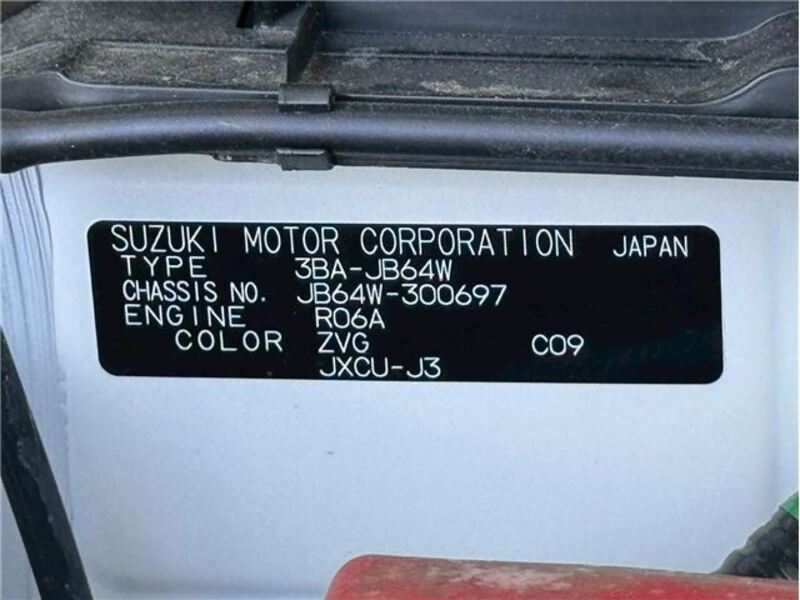 SUZUKI MOTOR CORPORATION JAPAN
TYPE 3BA-JB64W
CHASSIS NO. JB64W-300697
ENGINE R06A
COLOR ZVG C09
JXCU-J3